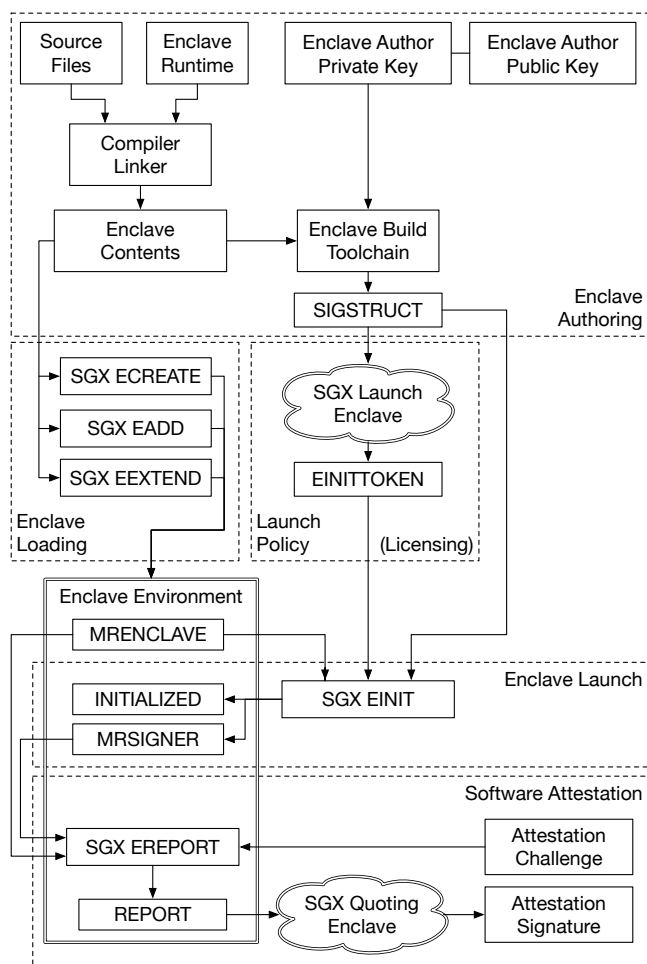 Source
Files
Enclave
Runtime
Enclave Author
Private Key
Enclave Author
Public Key
Compiler
Linker
Enclave
Contents
Enclave Build
Toolchain
SIGSTRUCT
Enclave
Authoring
SGX ECREATE
SGX EADD
SGX EEXTEND
Enclave
Loading
SGX Launch
Enclave
EINITTOKEN
Launch
Policy
(Licensing)
Enclave Environment
MRENCLAVE
Enclave Launch
INITIALIZED
SGX EINIT
MRSIGNER
Software Attestation
SGX EREPORT
Attestation
Challenge
REPORT
SGX Quoting
Enclave
Attestation
Signature